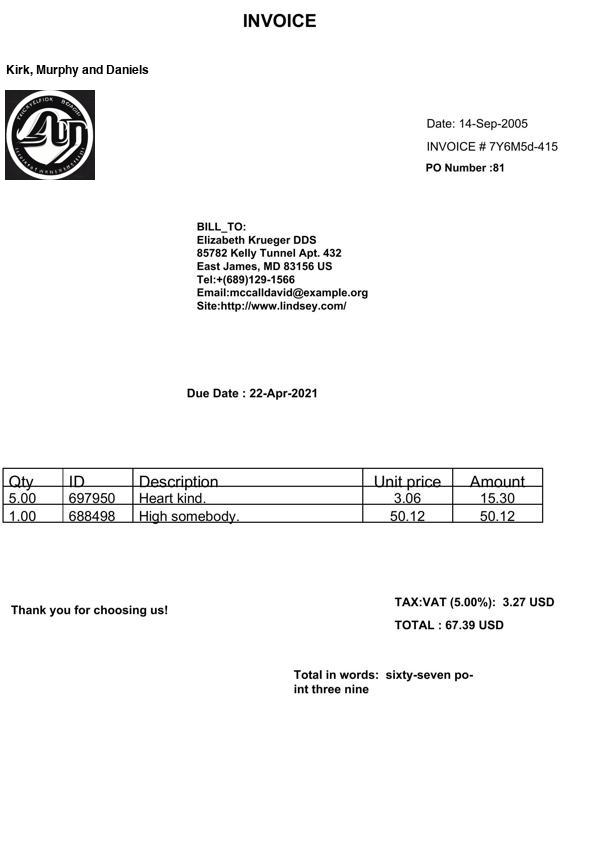 INVOICE
Kirk, Murphy and Daniels
Date: 14-Sep-2005
INVOICE # 7Y6M5d-415
PO Number :81
BILL_TO:
Elizabeth Krueger DDS
85782 Kelly Tunnel Apt. 432
East James, MD 83156 US
Tel:+(689)129-1566
Email:mccalldavid@example.org
Site:http://www.lindsey.com/
Due Date : 22-Apr-2021
Qty ID Description Unit price Amount
5.00 697950 Heart kind. 3.06 15.30
1.00 688498 High somebody. 50.12 50.12
TAX:VAT (5.00%):  3.27 USD
Thank you for choosing us!
TOTAL : 67.39 USD
Total in words:  sixty-seven po-
int three nine